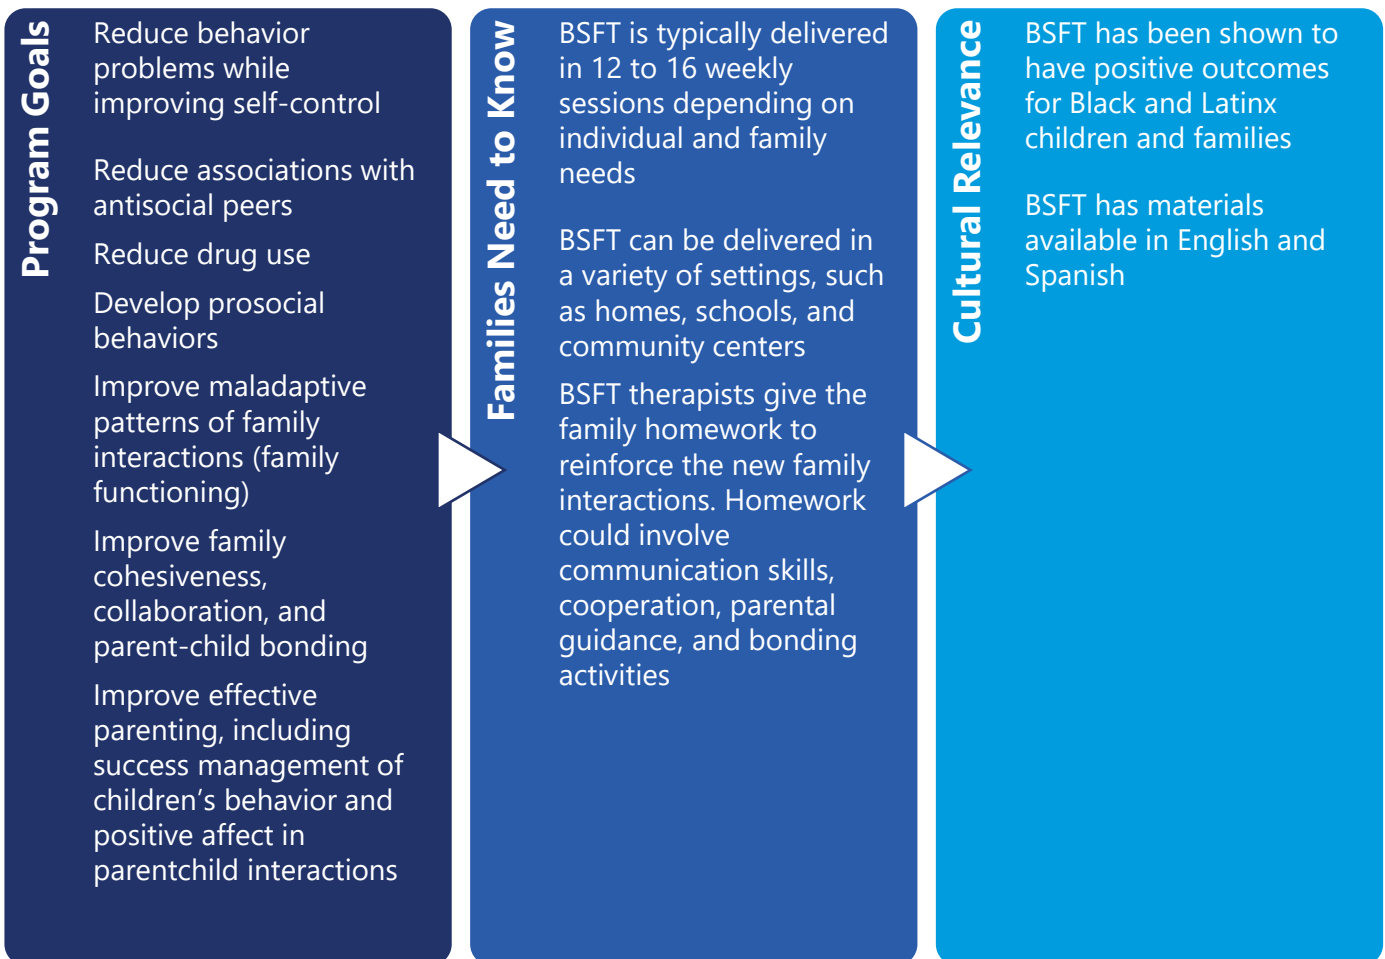 Program Goals
Reduce behavior
problems while
improving self-control
Reduce associations with
antisocial peers
Reduce drug use
Develop prosocial
behaviors
Improve maladaptive
patterns of family
interactions (family
functioning)
Improve family
cohesiveness,
collaboration, and
parent-child bonding
Improve effective
parenting, including
success management of
children’s behavior and
positive affect in
parentchild interactions
Families Need to Know
BSFT is typically delivered
in 12 to 16 weekly
sessions depending on
individual and family
needs
BSFT can be delivered in
a variety of settings, such
as homes, schools, and
community centers
BSFT therapists give the
family homework to
reinforce the new family
interactions. Homework
could involve
communication skills,
cooperation, parental
guidance, and bonding
activities
Cultural Relevance
BSFT has been shown to
have positive outcomes
for Black and Latinx
children and families
BSFT has materials
available in English and
Spanish